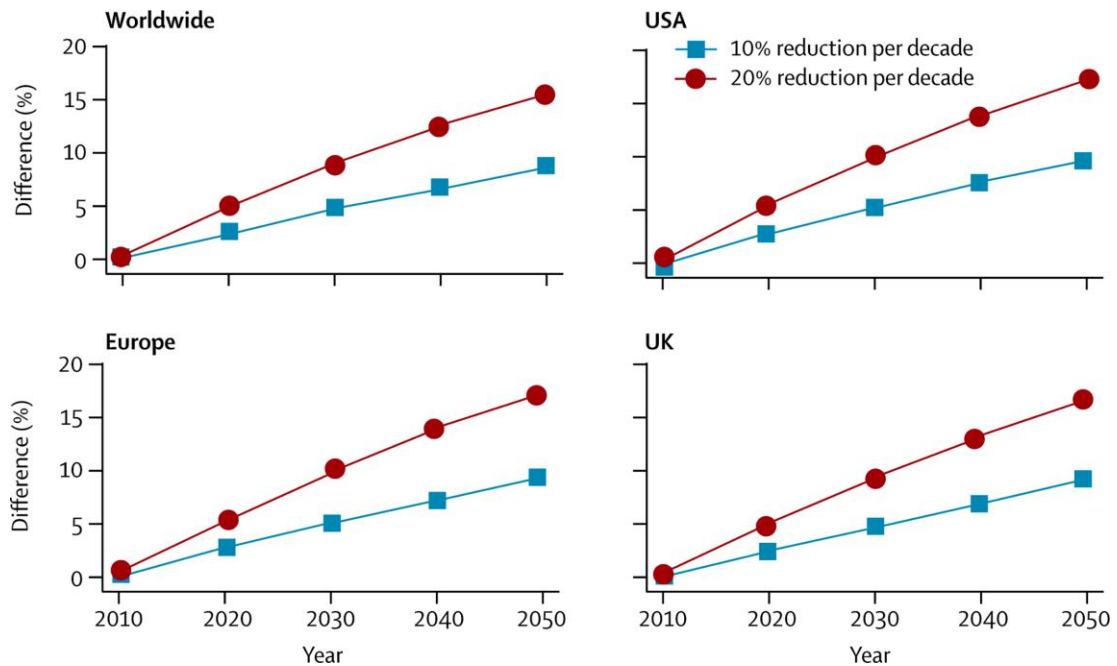 Worldwide
20
15
10
5
0
Difference (%)
USA
10% reduction per decade
20% reduction per decade
Europe
20
15
10
5
0
Difference (%)
2010 2020 2030 2040 2050
Year
UK
2010 2020 2030 2040 2050
Year